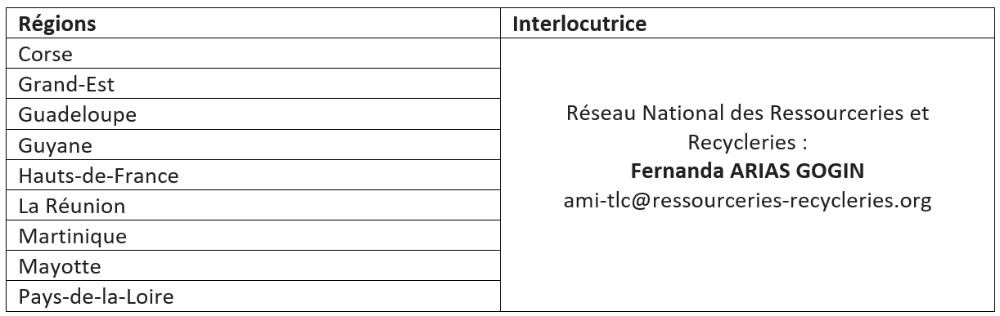 Régions
Interlocutrice
Corse
Grand-Est
Guadeloupe
Guyane
Hauts-de-France
La Réunion
Martinique
Mayotte
Pays-de-la-Loire
Réseau National des Ressourceries et
Recycleries :
Fernanda ARIAS GOGIN
ami-tlc@ressourceries-recycleries.org